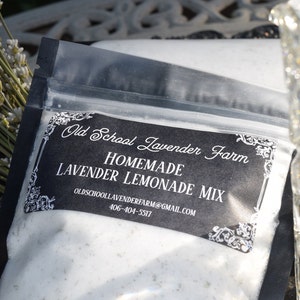 Old School Lavender Farm
Homemade
Lavender Lemonade Mix
oldschoollavenderfarm@gmail.com
406-404-5517